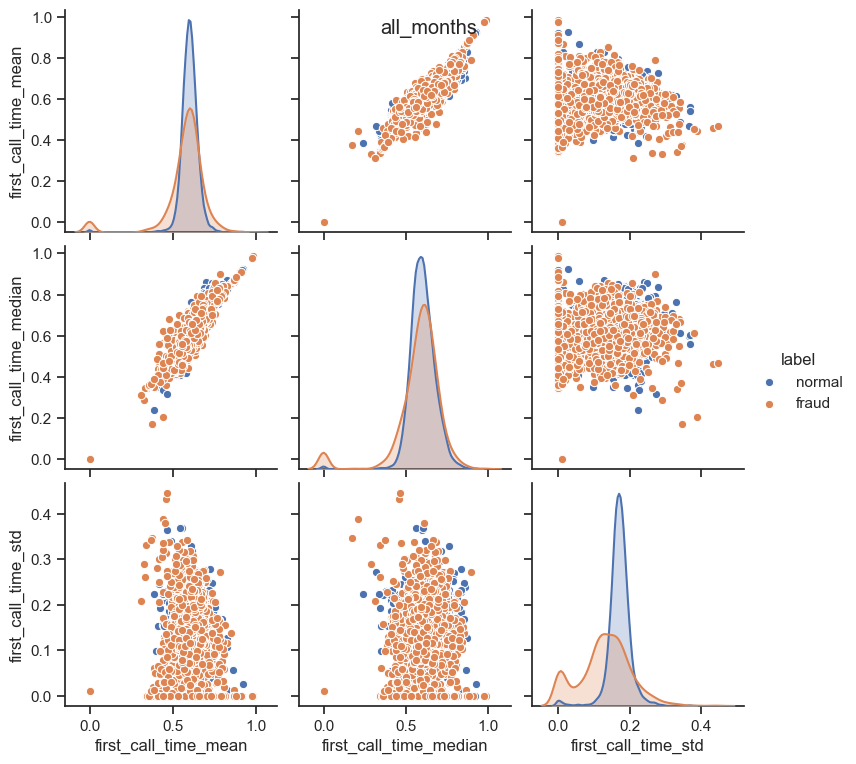 all_months
first_call_time_mean
1.0
0.8
0.6
0.4
0.2
0.0
first_call_time_median
1.0
0.8
0.6
0.4
0.2
0.0
label
normal
fraud
first_call_time_std
0.4
0.3
0.2
0.1
0.0
0.0 0.5 1.0 0.0 0.5 1.0 0.0 0.2 0.4
first_call_time_mean first_call_time_median first_call_time_std